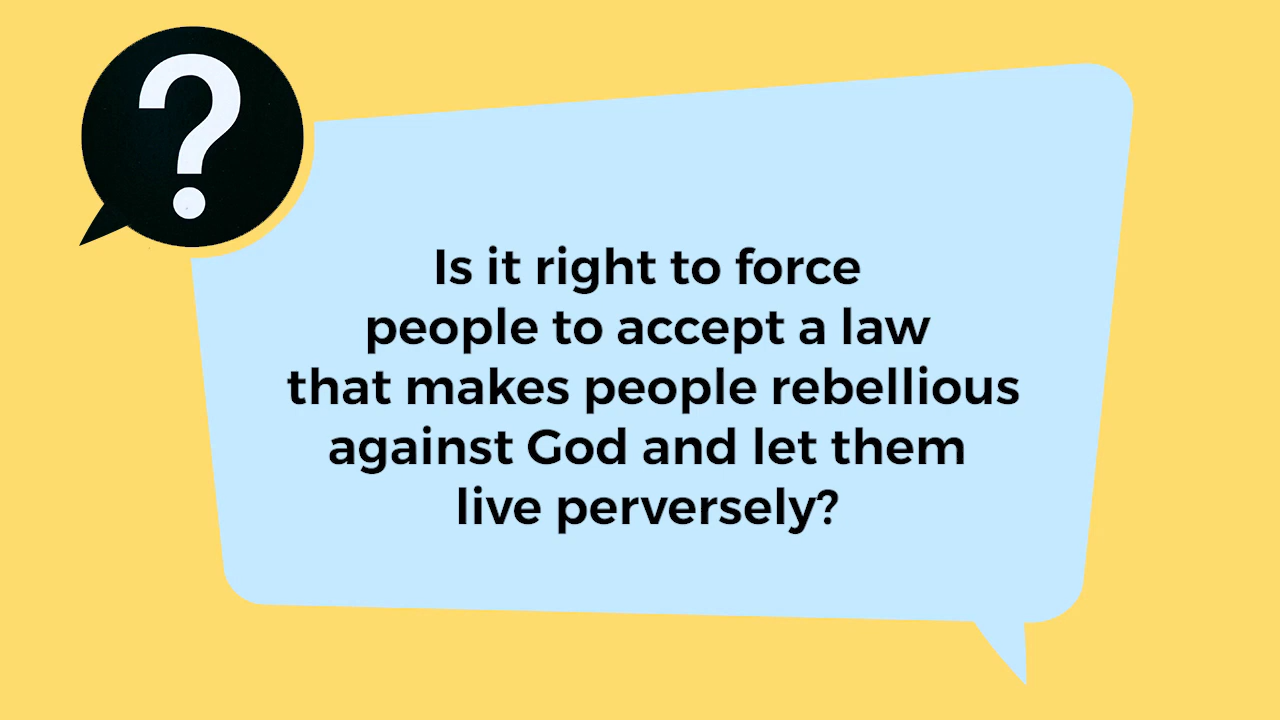 ?
Is it right to force
people to accept a law
that makes people rebellious
against God and let them
live perversely?